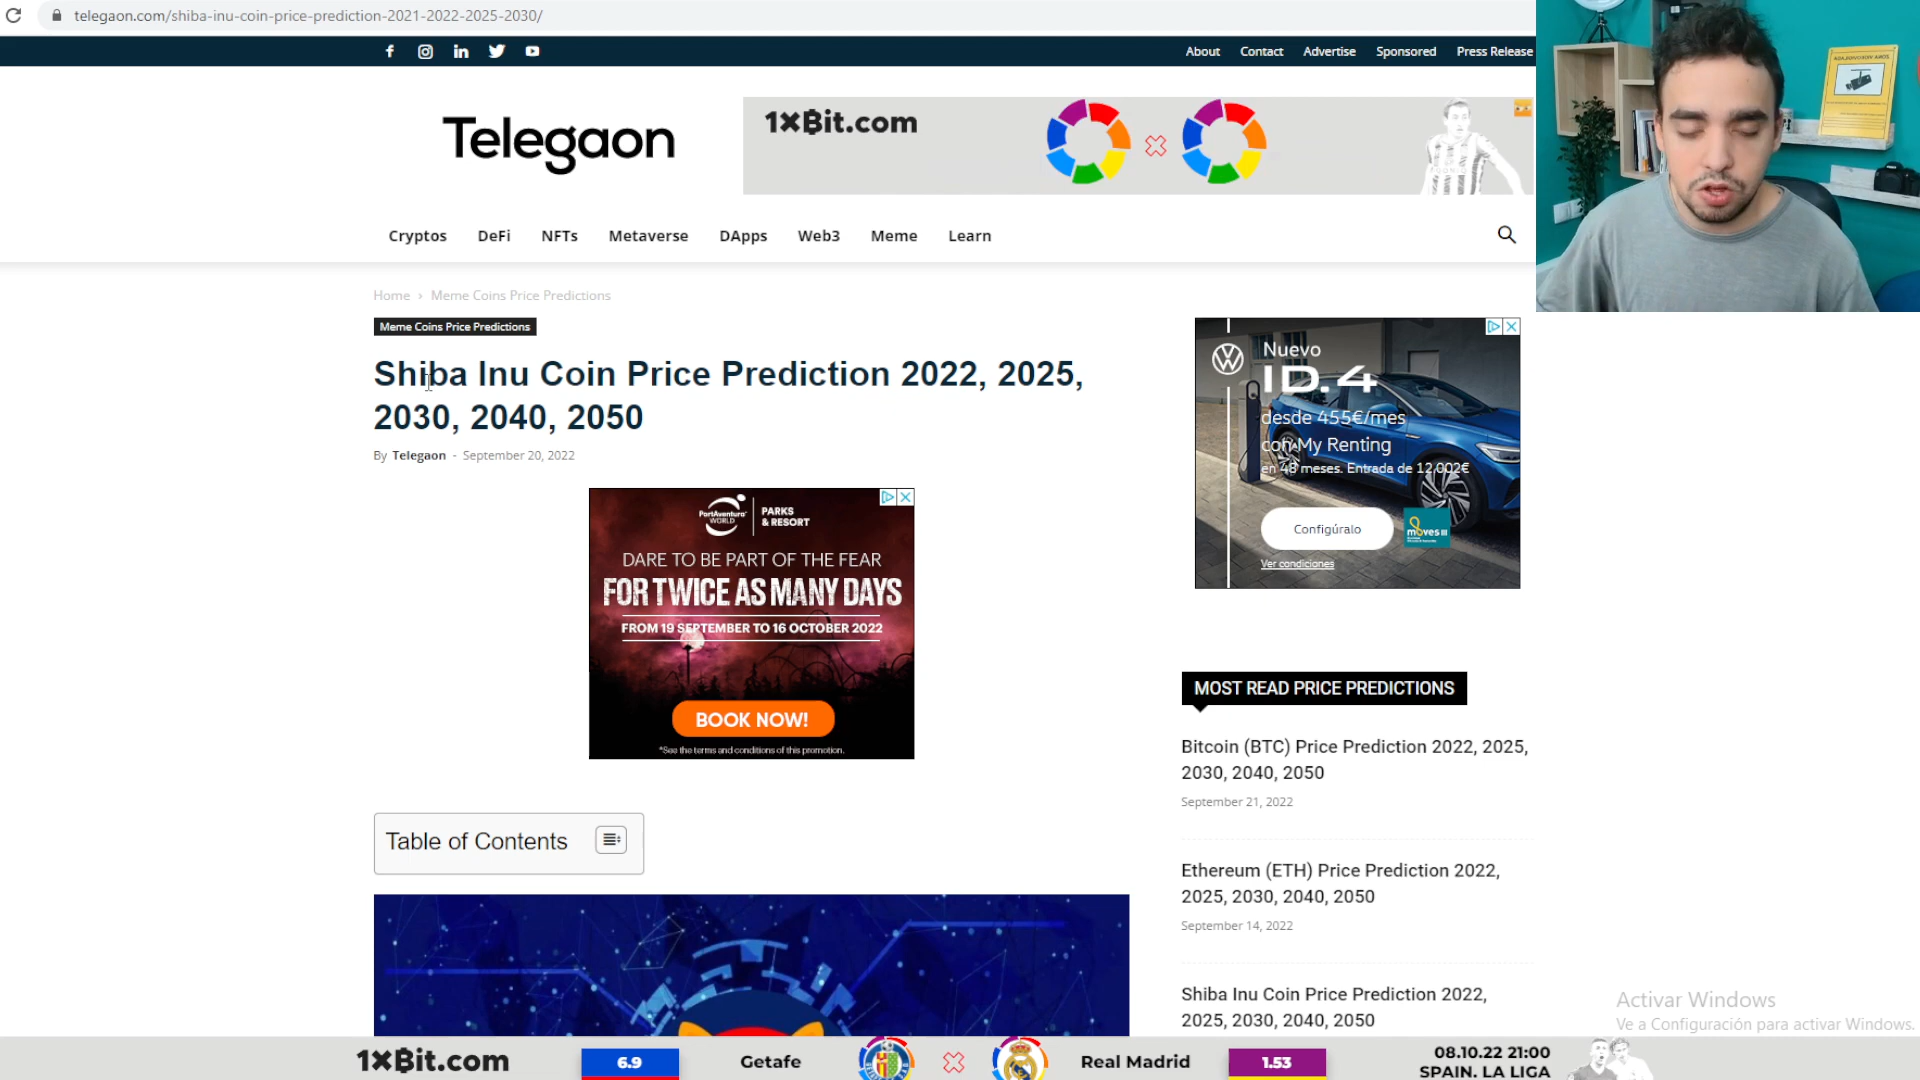 telegaon.com/shiba-inu-coin-price-prediction-2021-2022-2025-2030/
About
Contact
Advertise
Sponsored
Press Release
Telegaon
1xBit.com
Cryptos
DeFi
NFTs
Metaverse
DApps
Web3
Meme
Learn
Home › Meme Coins Price Predictions
Meme Coins Price Predictions
Shiba Inu Coin Price Prediction 2022, 2025,
2030, 2040, 2050
By Telegaon - September 20, 2022
PortAventura
WORLD
PARKS
& RESORT
DARE TO BE PART OF THE FEAR
FOR TWICE AS MANY DAYS
FROM 19 SEPTEMBER TO 16 OCTOBER 2022
BOOK NOW!
*See the terms and conditions of this promotion.
Table of Contents
Nuevo
ID.4
desde 455€/mes
con My Renting
en 48 meses. Entrada de 12.002€
Configúralo
moves III
Ver condiciones
MOST READ PRICE PREDICTIONS
Bitcoin (BTC) Price Prediction 2022, 2025,
2030, 2040, 2050
September 21, 2022
Ethereum (ETH) Price Prediction 2022,
2025, 2030, 2040, 2050
September 14, 2022
Shiba Inu Coin Price Prediction 2022,
2025, 2030, 2040, 2050
Activar Windows
Ve a Configuración para activar Windows.
1xBit.com
6.9
Getafe
Real Madrid
1.53
08.10.22 21:00
SPAIN. LA LIGA